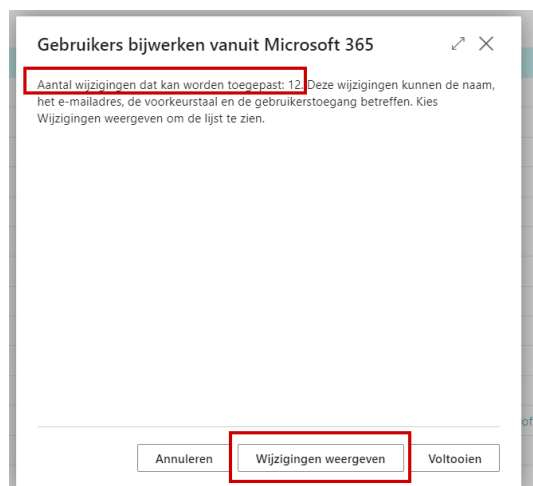 Gebruikers bijwerken vanuit Microsoft 365
Aantal wijzigingen dat kan worden toegepast: 12. Deze wijzigingen kunnen de naam,
het e-mailadres, de voorkeurstaal en de gebruikerstoegang betreffen. Kies
Wijzigingen weergeven om de lijst te zien.
of
Annuleren
Wijzigingen weergeven
Voltooien